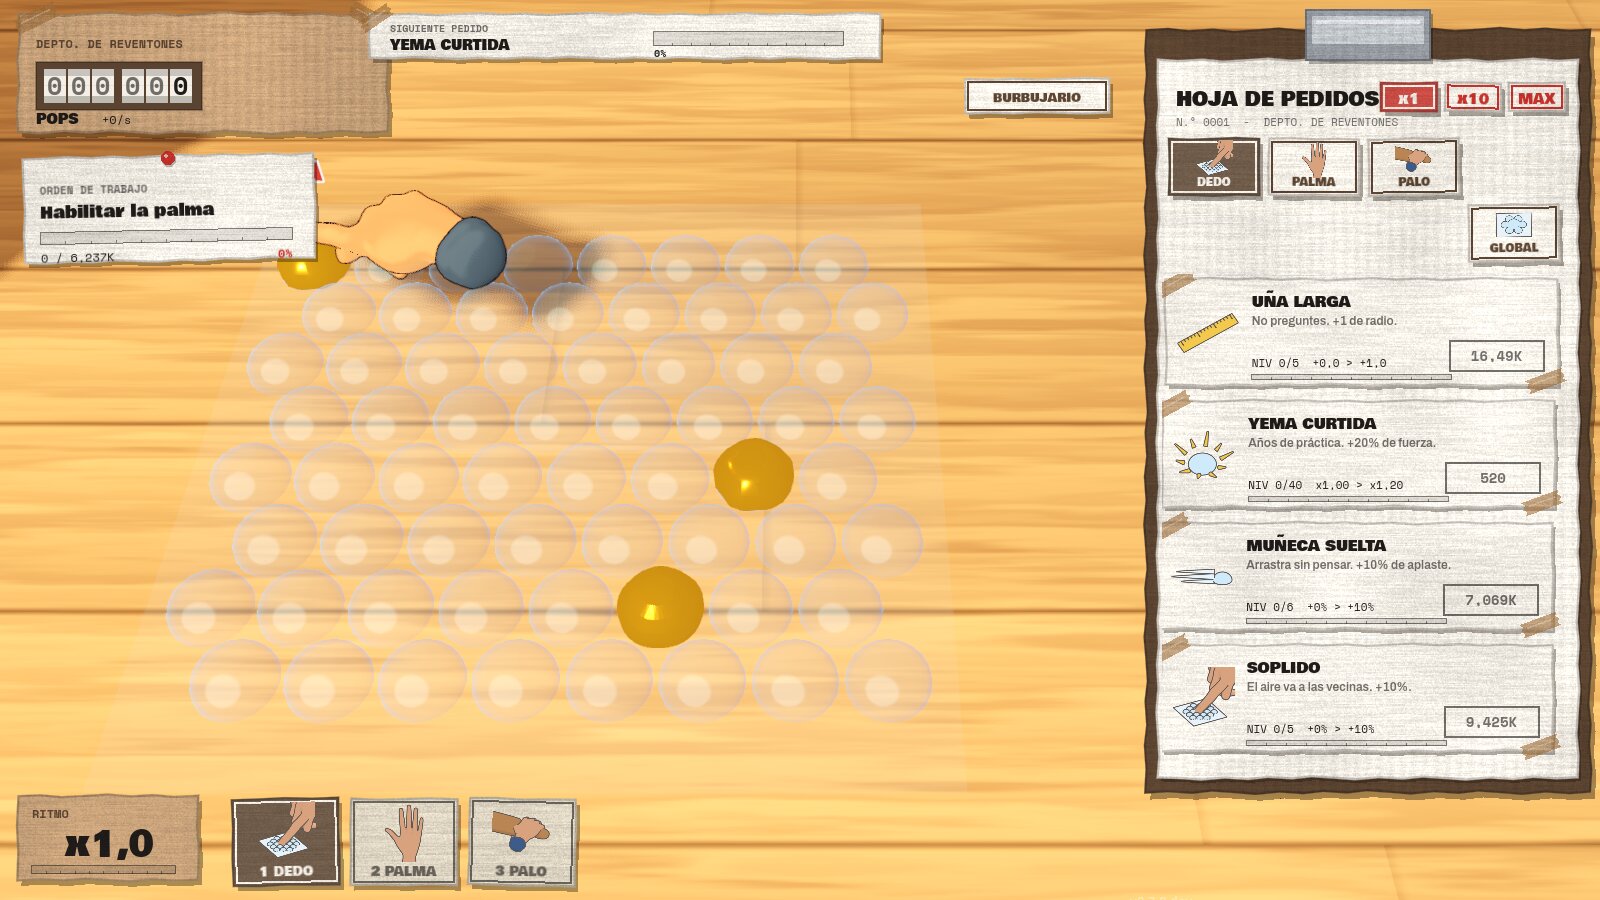 DEPTO. DE REVENTONES
000000
POPS +0/s
SIGUIENTE PEDIDO
YEMA CURTIDA
0%
BURBUJARIO
ORDEN DE TRABAJO
Habilitar la palma
0 / 6,237K 0%
HOJA DE PEDIDOS x1 x10 MAX
N.° 0001 - DEPTO. DE REVENTONES
DEDO PALMA PALO
GLOBAL
UÑA LARGA
No preguntes. +1 de radio.
NIV 0/5 +0,0 > +1,0 16,49K
YEMA CURTIDA
Años de práctica. +20% de fuerza.
NIV 0/40 x1,00 > x1,20 520
MUÑECA SUELTA
Arrastra sin pensar. +10% de aplaste.
NIV 0/6 +0% > +10% 7,069K
SOPLIDO
El aire va a las vecinas. +10%.
NIV 0/5 +0% > +10% 9,425K
RITMO
x1,0
1 DEDO 2 PALMA 3 PALO